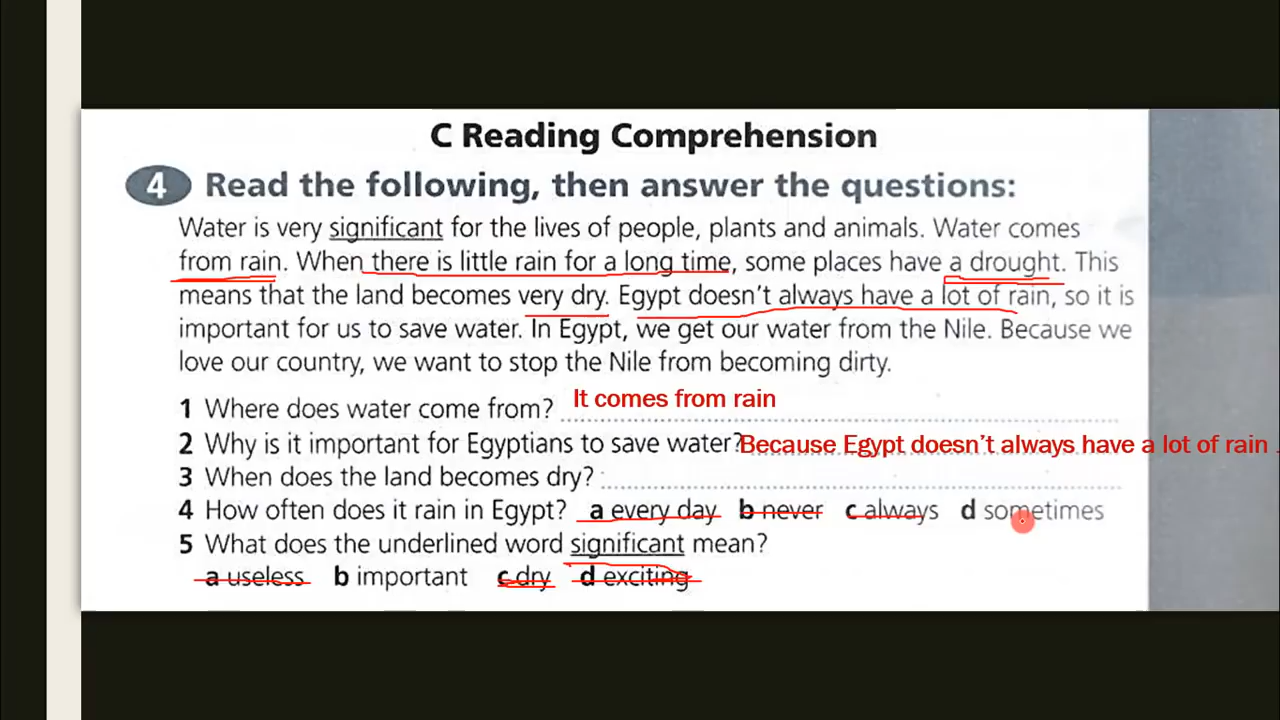 C Reading Comprehension
4 Read the following, then answer the questions:
Water is very significant for the lives of people, plants and animals. Water comes
from rain. When there is little rain for a long time, some places have a drought. This
means that the land becomes very dry. Egypt doesn't always have a lot of rain, so it is
important for us to save water. In Egypt, we get our water from the Nile. Because we
love our country, we want to stop the Nile from becoming dirty.
1 Where does water come from? It comes from rain
2 Why is it important for Egyptians to save water? Because Egypt doesn't always have a lot of rain .
3 When does the land becomes dry?
4 How often does it rain in Egypt? a every day b never c always d sometimes
5 What does the underlined word significant mean?
a useless b important c dry d exciting